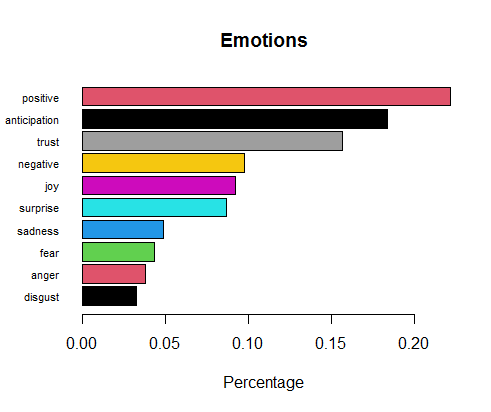 Emotions
positive
anticipation
trust
negative
joy
surprise
sadness
fear
anger
disgust
0.00 0.05 0.10 0.15 0.20
Percentage